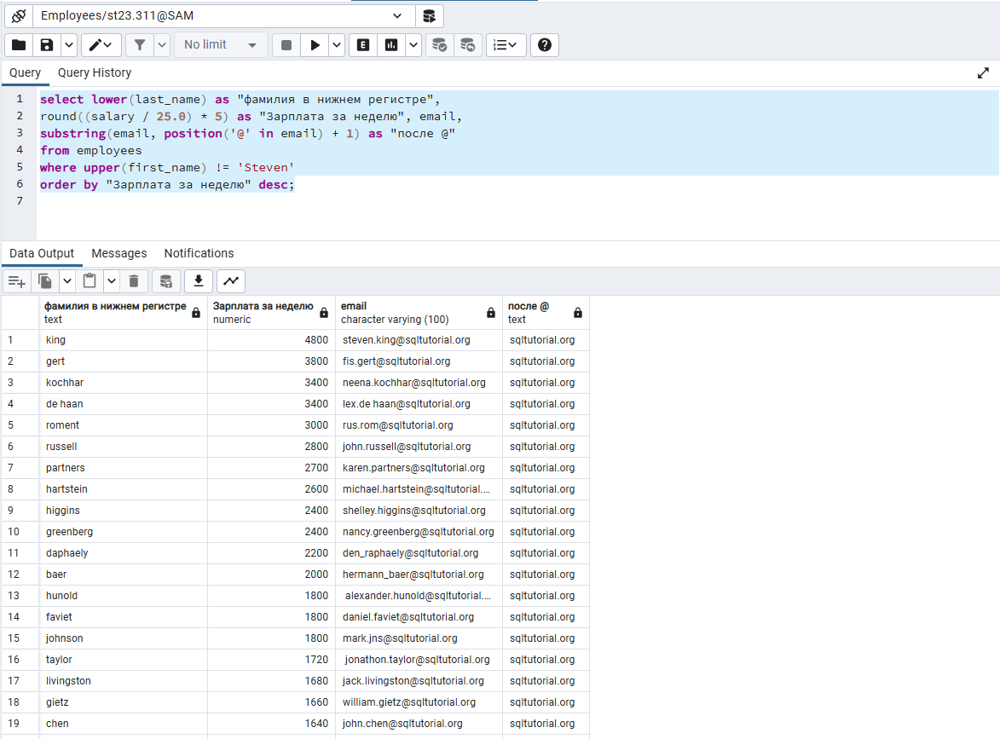 Employees/st23.311@SAM
No limit
E
Query Query History
1 select lower(last_name) as "фамилия в нижнем регистре",
2 round((salary / 25.0) * 5) as "Зарплата за неделю", email,
3 substring(email, position('@' in email) + 1) as "после @"
4 from employees
5 where upper(first_name) != 'Steven'
6 order by "Зарплата за неделю" desc;
7
Data Output Messages Notifications
фамилия в нижнем регистре Зарплата за неделю email после @
text numeric character varying (100) text
1 king 4800 steven.king@sqltutorial.org sqltutorial.org
2 gert 3800 fis.gert@sqltutorial.org sqltutorial.org
3 kochhar 3400 neena.kochhar@sqltutorial.org sqltutorial.org
4 de haan 3400 lex.de haan@sqltutorial.org sqltutorial.org
5 roment 3000 rus.rom@sqltutorial.org sqltutorial.org
6 russell 2800 john.russell@sqltutorial.org sqltutorial.org
7 partners 2700 karen.partners@sqltutorial.org sqltutorial.org
8 hartstein 2600 michael.hartstein@sqltutorial.... sqltutorial.org
9 higgins 2400 shelley.higgins@sqltutorial.org sqltutorial.org
10 greenberg 2400 nancy.greenberg@sqltutorial.org sqltutorial.org
11 daphaely 2200 den_raphaely@sqltutorial.org sqltutorial.org
12 baer 2000 hermann_baer@sqltutorial.org sqltutorial.org
13 hunold 1800 alexander.hunold@sqltutorial.... sqltutorial.org
14 faviet 1800 daniel.faviet@sqltutorial.org sqltutorial.org
15 johnson 1800 mark.jns@sqltutorial.org sqltutorial.org
16 taylor 1720 jonathon.taylor@sqltutorial.org sqltutorial.org
17 livingston 1680 jack.livingston@sqltutorial.org sqltutorial.org
18 gietz 1660 william.gietz@sqltutorial.org sqltutorial.org
19 chen 1640 john.chen@sqltutorial.org sqltutorial.org